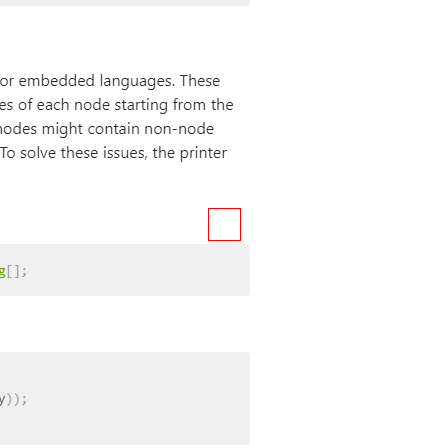 or embedded languages. These
es of each node starting from the
nodes might contain non-node
To solve these issues, the printer
g[];
y));